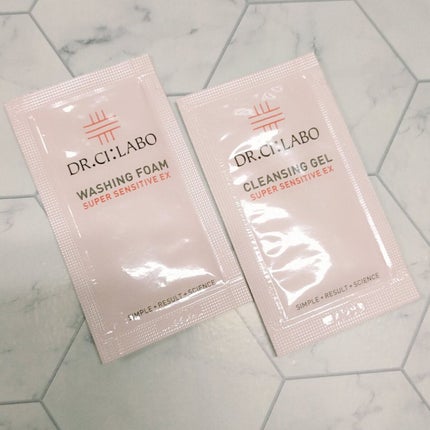 DR.CI:LABO
WASHING FOAM
SUPER SENSITIVE EX
SIMPLE + RESULT + SCIENCE
DR.CI:LABO
CLEANSING GEL
SUPER SENSITIVE EX
SIMPLE + RESULT + SCIENCE